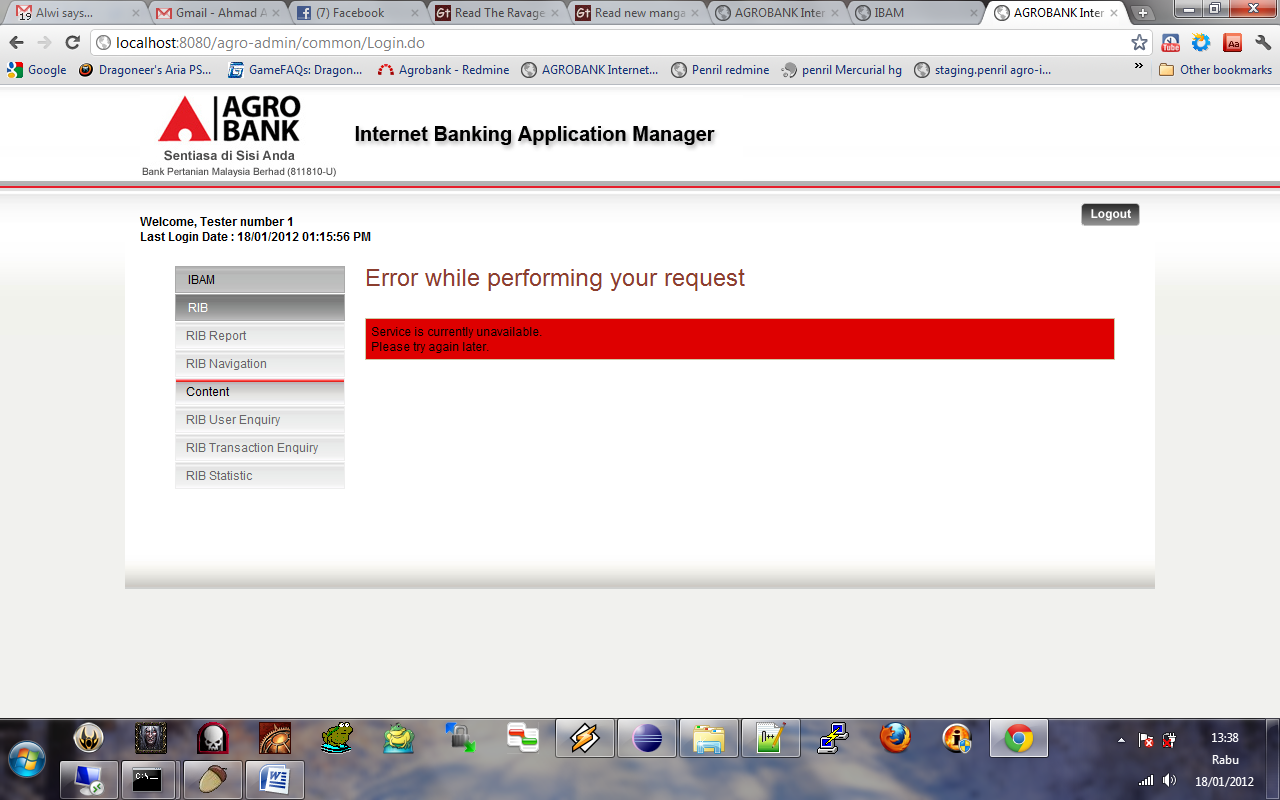 19 Alwi says...
Gmail - Ahmad A
(7) Facebook
Read The Ravage
Read new manga
AGROBANK Inter
IBAM
AGROBANK Inter
localhost:8080/agro-admin/common/Login.do
Google
Dragoneer's Aria PS...
GameFAQs: Dragon...
Agrobank - Redmine
AGROBANK Internet...
Penril redmine
penril Mercurial hg
staging.penril agro-i...
»
Other bookmarks
AGRO
BANK
Sentiasa di Sisi Anda
Bank Pertanian Malaysia Berhad (811810-U)
Internet Banking Application Manager
Welcome, Tester number 1
Last Login Date : 18/01/2012 01:15:56 PM
Logout
IBAM
RIB
RIB Report
RIB Navigation
Content
RIB User Enquiry
RIB Transaction Enquiry
RIB Statistic
Error while performing your request
Service is currently unavailable.
Please try again later.
13:38
Rabu
18/01/2012